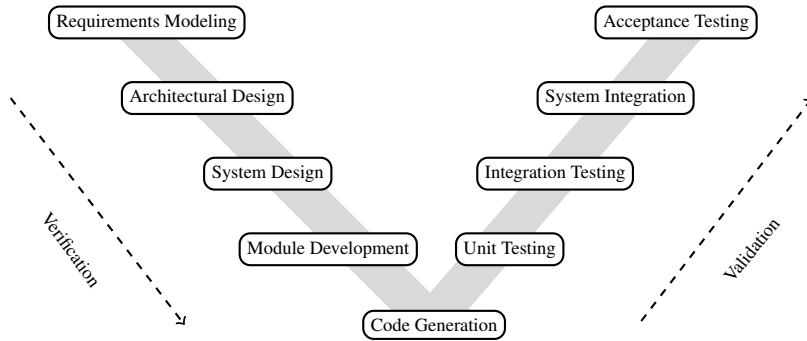 Requirements Modeling
Acceptance Testing
Architectural Design
System Integration
System Design
Integration Testing
Verification
Module Development
Unit Testing
Validation
Code Generation